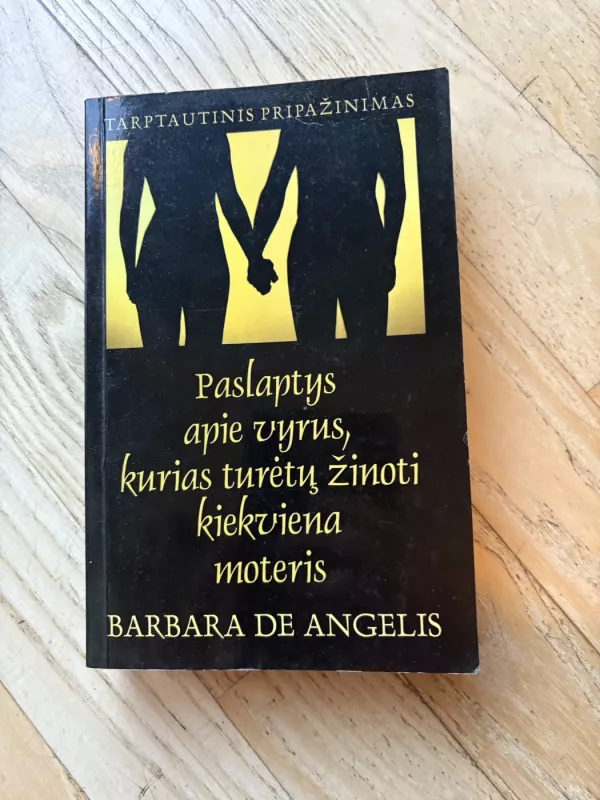 TARPTAUTINIS PRIPAŽINIMAS
Paslaptys
apie vyrus,
kurias turėtų žinoti
kiekviena
moteris
BARBARA DE ANGELIS